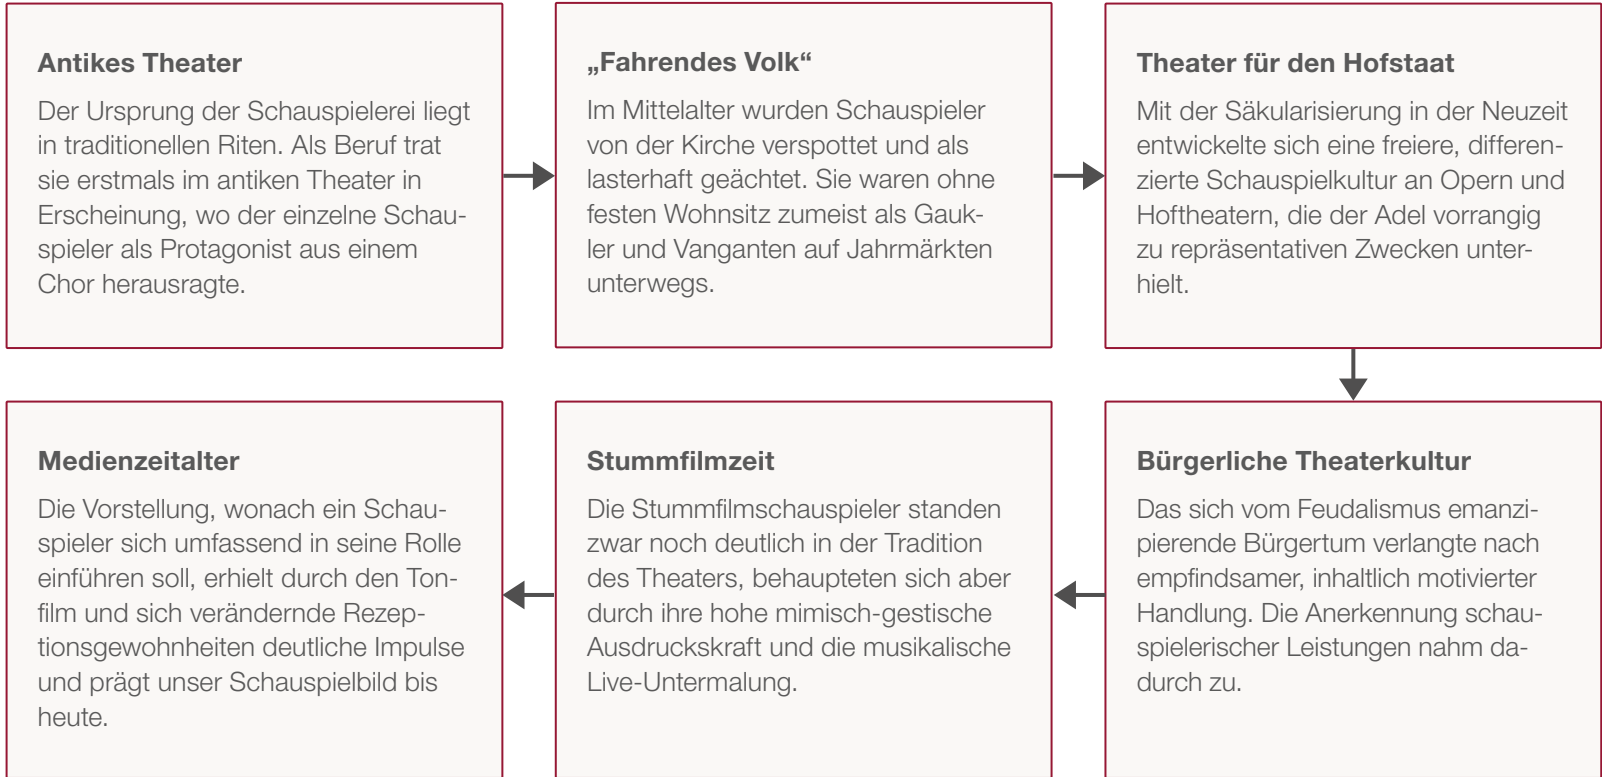 Antikes Theater
Der Ursprung der Schauspielerei liegt
in traditionellen Riten. Als Beruf trat
sie erstmals im antiken Theater in
Erscheinung, wo der einzelne Schau-
spieler als Protagonist aus einem
Chor herausragte.
„Fahrendes Volk“
Im Mittelalter wurden Schauspieler
von der Kirche verspottet und als
lasterhaft geächtet. Sie waren ohne
festen Wohnsitz zumeist als Gauk-
ler und Vanganten auf Jahrmärkten
unterwegs.
Theater für den Hofstaat
Mit der Säkularisierung in der Neuzeit
entwickelte sich eine freiere, differen-
zierte Schauspielkultur an Opern und
Hoftheatern, die der Adel vorrangig
zu repräsentativen Zwecken unter-
hielt.
Bürgerliche Theaterkultur
Das sich vom Feudalismus emanzi-
pierende Bürgertum verlangte nach
empfindsamer, inhaltlich motivierter
Handlung. Die Anerkennung schau-
spielerischer Leistungen nahm da-
durch zu.
Stummfilmzeit
Die Stummfilmschauspieler standen
zwar noch deutlich in der Tradition
des Theaters, behaupteten sich aber
durch ihre hohe mimisch-gestische
Ausdruckskraft und die musikalische
Live-Untermalung.
Medienzeitalter
Die Vorstellung, wonach ein Schau-
spieler sich umfassend in seine Rolle
einführen soll, erhielt durch den Ton-
film und sich verändernde Rezep-
tionsgewohnheiten deutliche Impulse
und prägt unser Schauspielbild bis
heute.